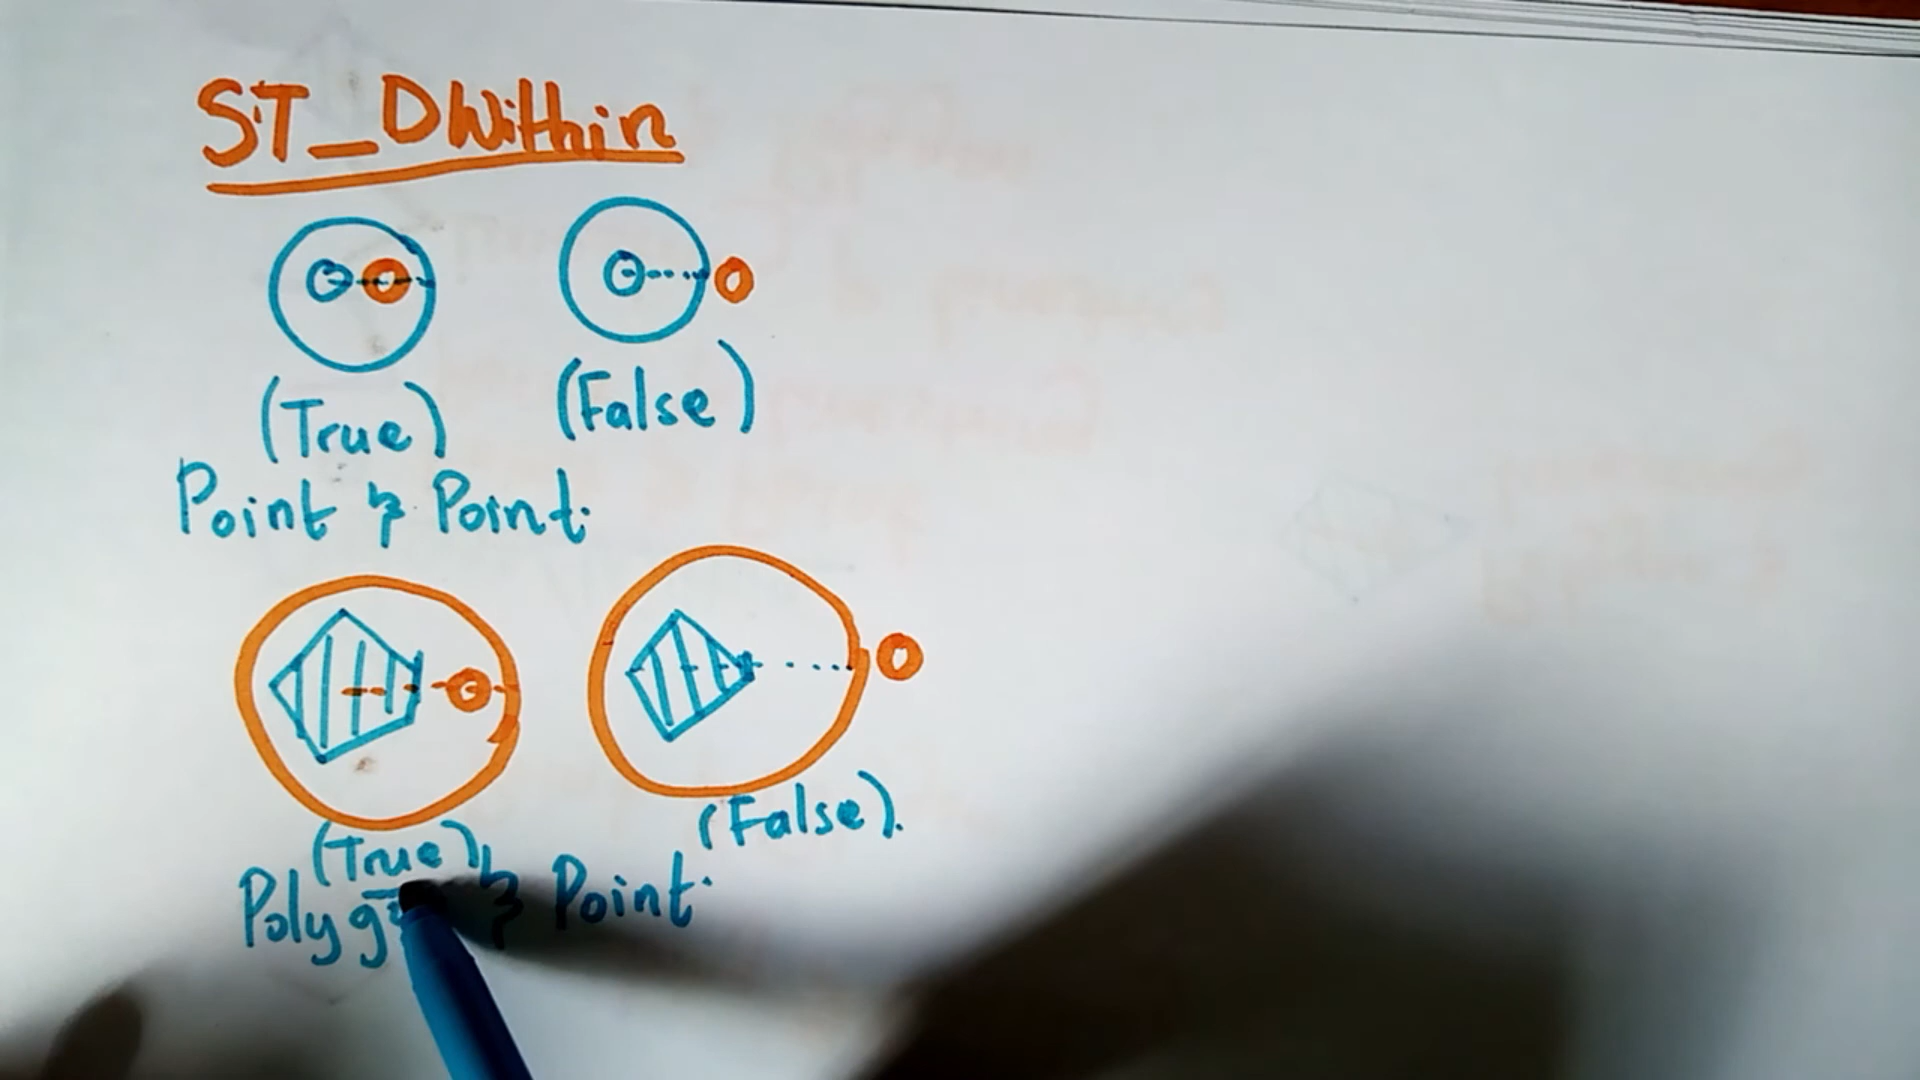 ST_DWithin
(True) (False)
Point & Point.
(True) (False).
& Point.